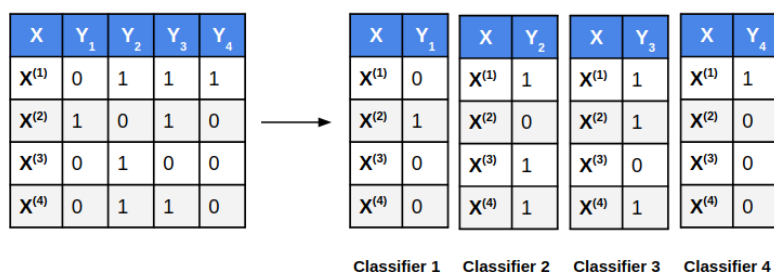 X Y₁ Y₂ Y₃ Y₄
X⁽¹⁾ 0 1 1 1
X⁽²⁾ 1 0 1 0
X⁽³⁾ 0 1 0 0
X⁽⁴⁾ 0 1 1 0
X Y₁
X⁽¹⁾ 0
X⁽²⁾ 1
X⁽³⁾ 0
X⁽⁴⁾ 0
Classifier 1
X Y₂
X⁽¹⁾ 1
X⁽²⁾ 0
X⁽³⁾ 1
X⁽⁴⁾ 1
Classifier 2
X Y₃
X⁽¹⁾ 1
X⁽²⁾ 1
X⁽³⁾ 0
X⁽⁴⁾ 1
Classifier 3
X Y₄
X⁽¹⁾ 1
X⁽²⁾ 0
X⁽³⁾ 0
X⁽⁴⁾ 0
Classifier 4